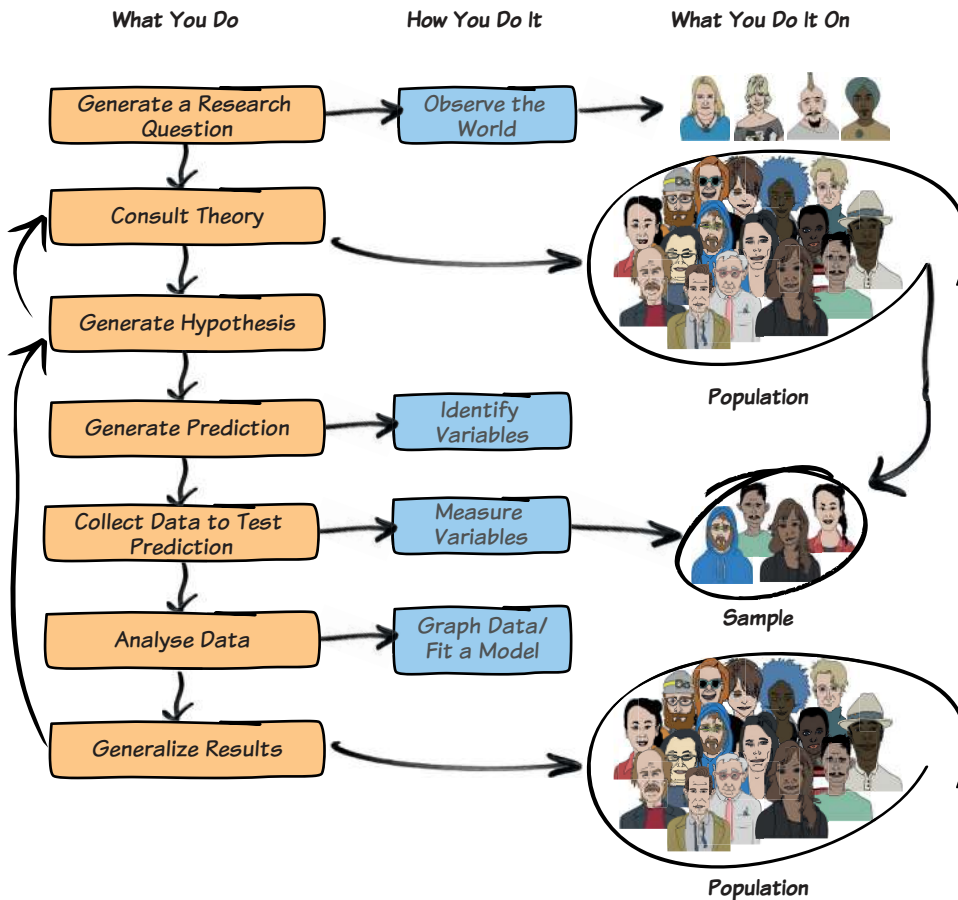 What You Do
How You Do It
What You Do It On
Generate a Research
Question
Observe the
World
Consult Theory
Generate Hypothesis
Population
Generate Prediction
Identify
Variables
Collect Data to Test
Prediction
Measure
Variables
Sample
Analyse Data
Graph Data/
Fit a Model
Generalize Results
Population